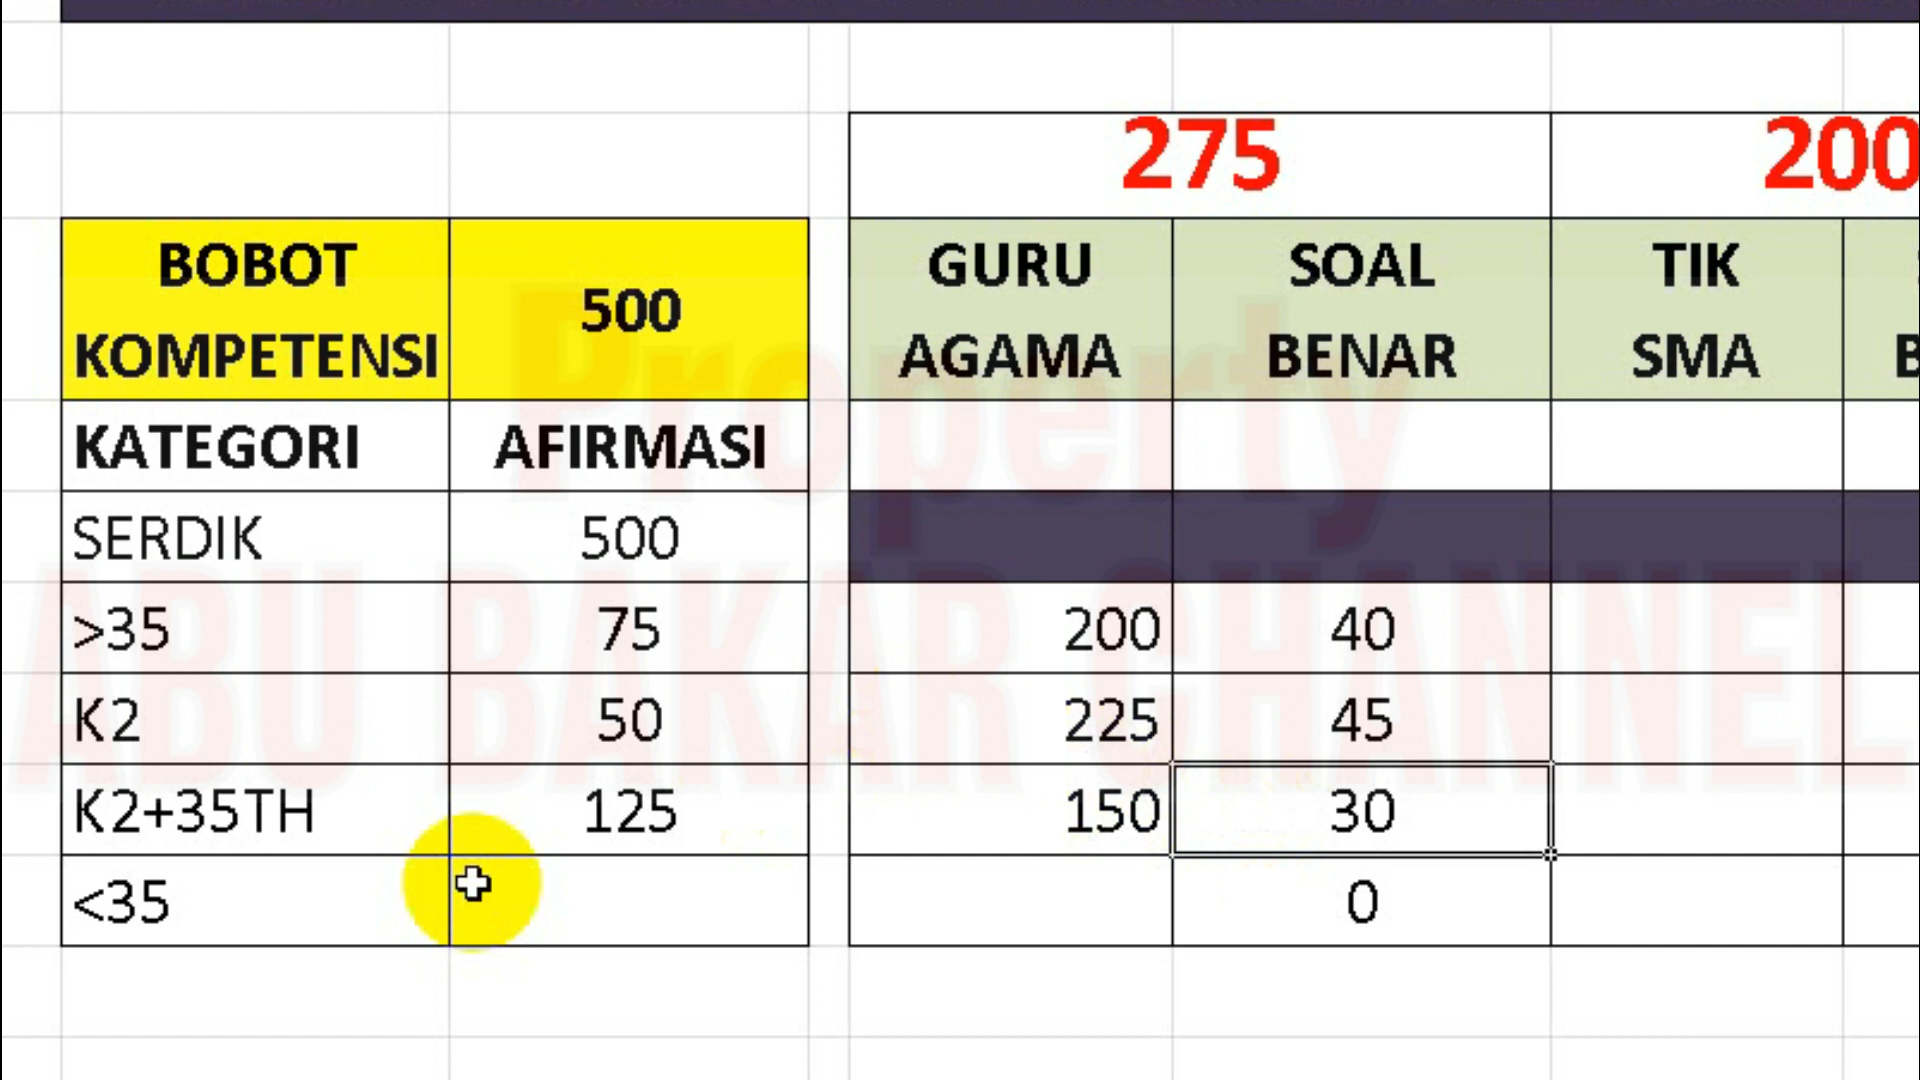 275
200
BOBOT
KOMPETENSI
500
GURU
AGAMA
SOAL
BENAR
TIK
SMA
B
KATEGORI
AFIRMASI
SERDIK
500
>35
75
200
40
K2
50
225
45
K2+35TH
125
150
30
<35
0
Property
ABU BAKAR CHANNEL